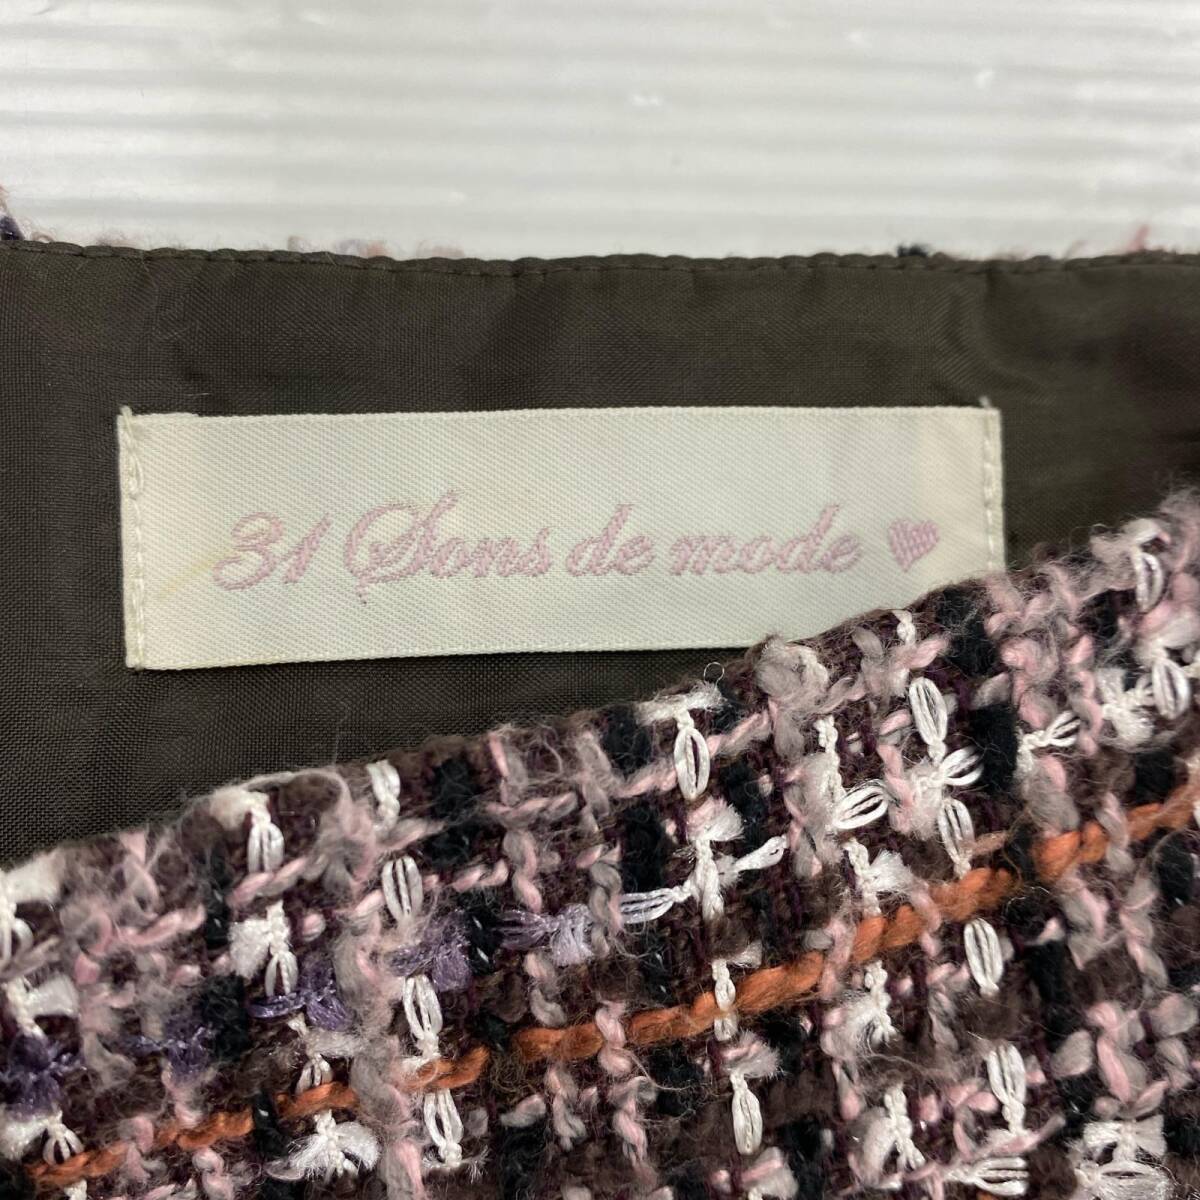 31 Sons de mode ♥